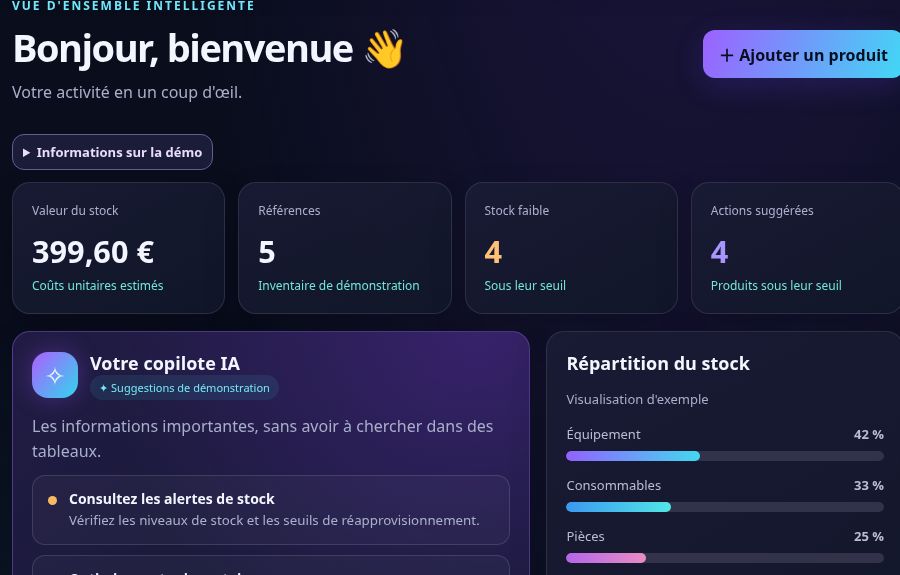 VUE D'ENSEMBLE INTELLIGENTE
Bonjour, bienvenue 👋
+ Ajouter un produit
Votre activité en un coup d'œil.
▶ Informations sur la démo
Valeur du stock
399,60 €
Coûts unitaires estimés
Références
5
Inventaire de démonstration
Stock faible
4
Sous leur seuil
Actions suggérées
4
Produits sous leur seuil
Votre copilote IA
✦ Suggestions de démonstration
Les informations importantes, sans avoir à chercher dans des
tableaux.
Consultez les alertes de stock
Vérifiez les niveaux de stock et les seuils de réapprovisionnement.
Répartition du stock
Visualisation d'exemple
Équipement 42 %
Consommables 33 %
Pièces 25 %